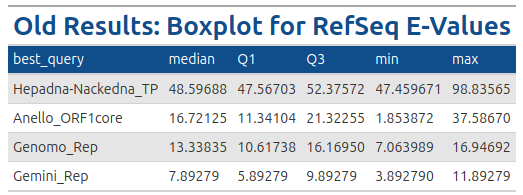 Old Results: Boxplot for RefSeq E-Values
best_query median Q1 Q3 min max
Hepadna-Nackedna_TP 48.59688 47.56703 52.37572 47.459671 98.83565
Anello_ORF1core 16.72125 11.34104 21.32255 1.853872 37.58670
Genomo_Rep 13.33835 10.61738 16.16950 7.063989 16.94692
Gemini_Rep 7.89279 5.89279 9.89279 3.892790 11.89279